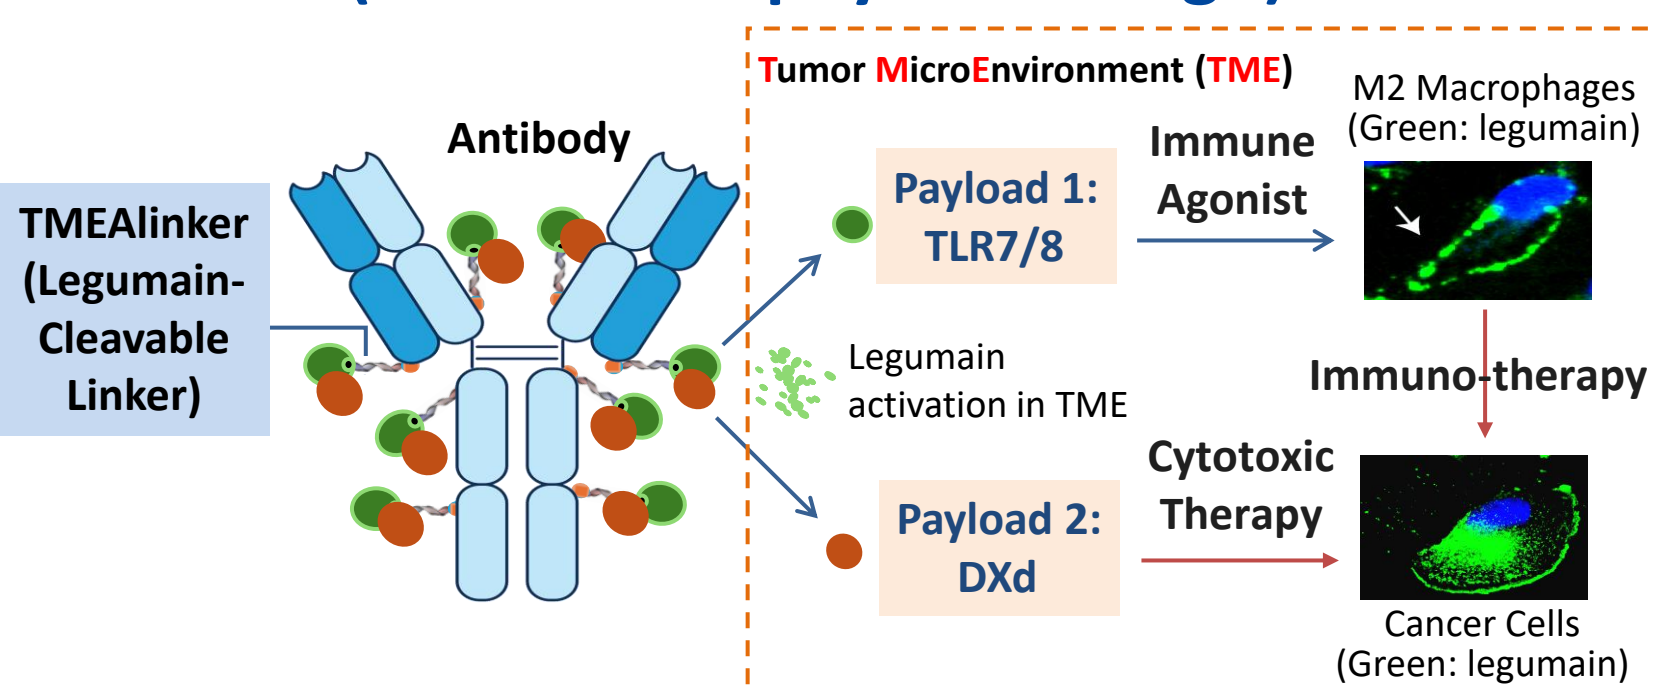 Tumor MicroEnvironment (TME)
M2 Macrophages
(Green: legumain)
Antibody
Immune
Agonist
Payload 1:
TLR7/8
TMEAlinker
(Legumain-
Cleavable
Linker)
Legumain
activation in TME
Immuno-therapy
Cytotoxic
Therapy
Payload 2:
DXd
Cancer Cells
(Green: legumain)